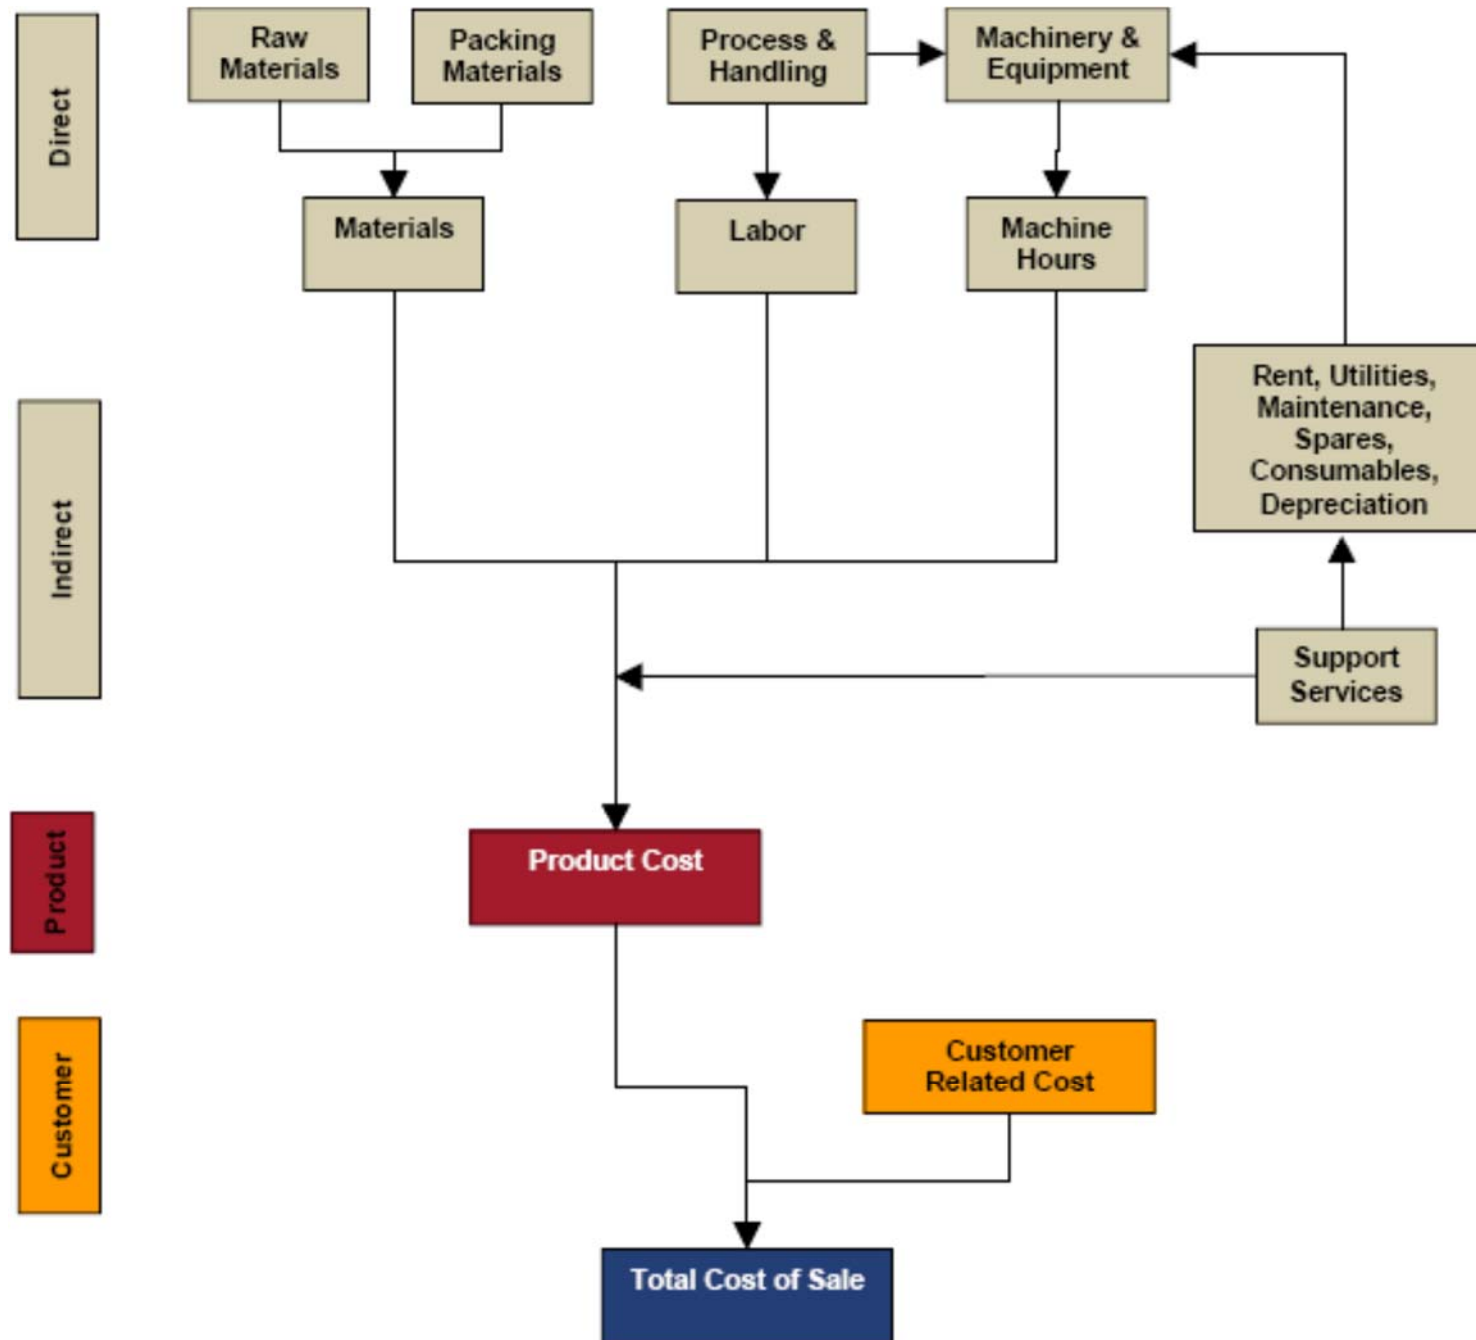 Direct
Raw
Materials
Packing
Materials
Process &
Handling
Machinery &
Equipment
Materials
Labor
Machine
Hours
Indirect
Rent, Utilities,
Maintenance,
Spares,
Consumables,
Depreciation
Support
Services
Product
Product Cost
Customer
Customer
Related Cost
Total Cost of Sale